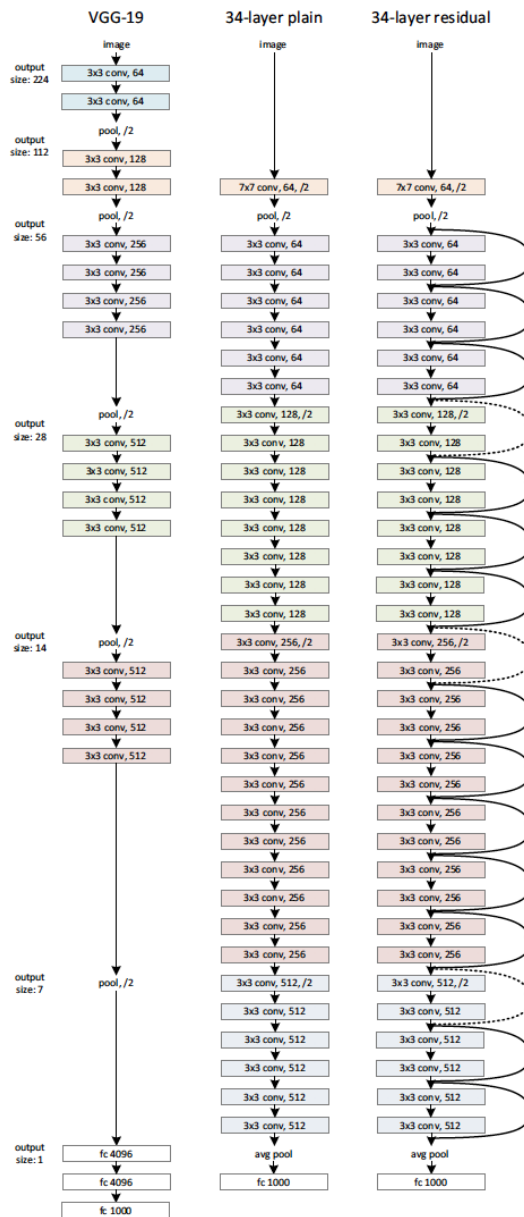 output
size: 224
output
size: 112
output
size: 56
output
size: 28
output
size: 14
output
size: 7
output
size: 1
VGG-19
image
3x3 conv, 64
3x3 conv, 64
pool, /2
3x3 conv, 128
3x3 conv, 128
pool, /2
3x3 conv, 256
3x3 conv, 256
3x3 conv, 256
3x3 conv, 256
pool, /2
3x3 conv, 512
3x3 conv, 512
3x3 conv, 512
3x3 conv, 512
pool, /2
3x3 conv, 512
3x3 conv, 512
3x3 conv, 512
3x3 conv, 512
pool, /2
fc 4096
fc 4096
fc 1000
34-layer plain
image
7x7 conv, 64, /2
pool, /2
3x3 conv, 64
3x3 conv, 64
3x3 conv, 64
3x3 conv, 64
3x3 conv, 64
3x3 conv, 64
3x3 conv, 128, /2
3x3 conv, 128
3x3 conv, 128
3x3 conv, 128
3x3 conv, 128
3x3 conv, 128
3x3 conv, 128
3x3 conv, 128
3x3 conv, 256, /2
3x3 conv, 256
3x3 conv, 256
3x3 conv, 256
3x3 conv, 256
3x3 conv, 256
3x3 conv, 256
3x3 conv, 256
3x3 conv, 256
3x3 conv, 256
3x3 conv, 256
3x3 conv, 256
3x3 conv, 512, /2
3x3 conv, 512
3x3 conv, 512
3x3 conv, 512
3x3 conv, 512
3x3 conv, 512
avg pool
fc 1000
34-layer residual
image
7x7 conv, 64, /2
pool, /2
3x3 conv, 64
3x3 conv, 64
3x3 conv, 64
3x3 conv, 64
3x3 conv, 64
3x3 conv, 64
3x3 conv, 128, /2
3x3 conv, 128
3x3 conv, 128
3x3 conv, 128
3x3 conv, 128
3x3 conv, 128
3x3 conv, 128
3x3 conv, 128
3x3 conv, 256, /2
3x3 conv, 256
3x3 conv, 256
3x3 conv, 256
3x3 conv, 256
3x3 conv, 256
3x3 conv, 256
3x3 conv, 256
3x3 conv, 256
3x3 conv, 256
3x3 conv, 256
3x3 conv, 256
3x3 conv, 512, /2
3x3 conv, 512
3x3 conv, 512
3x3 conv, 512
3x3 conv, 512
3x3 conv, 512
avg pool
fc 1000